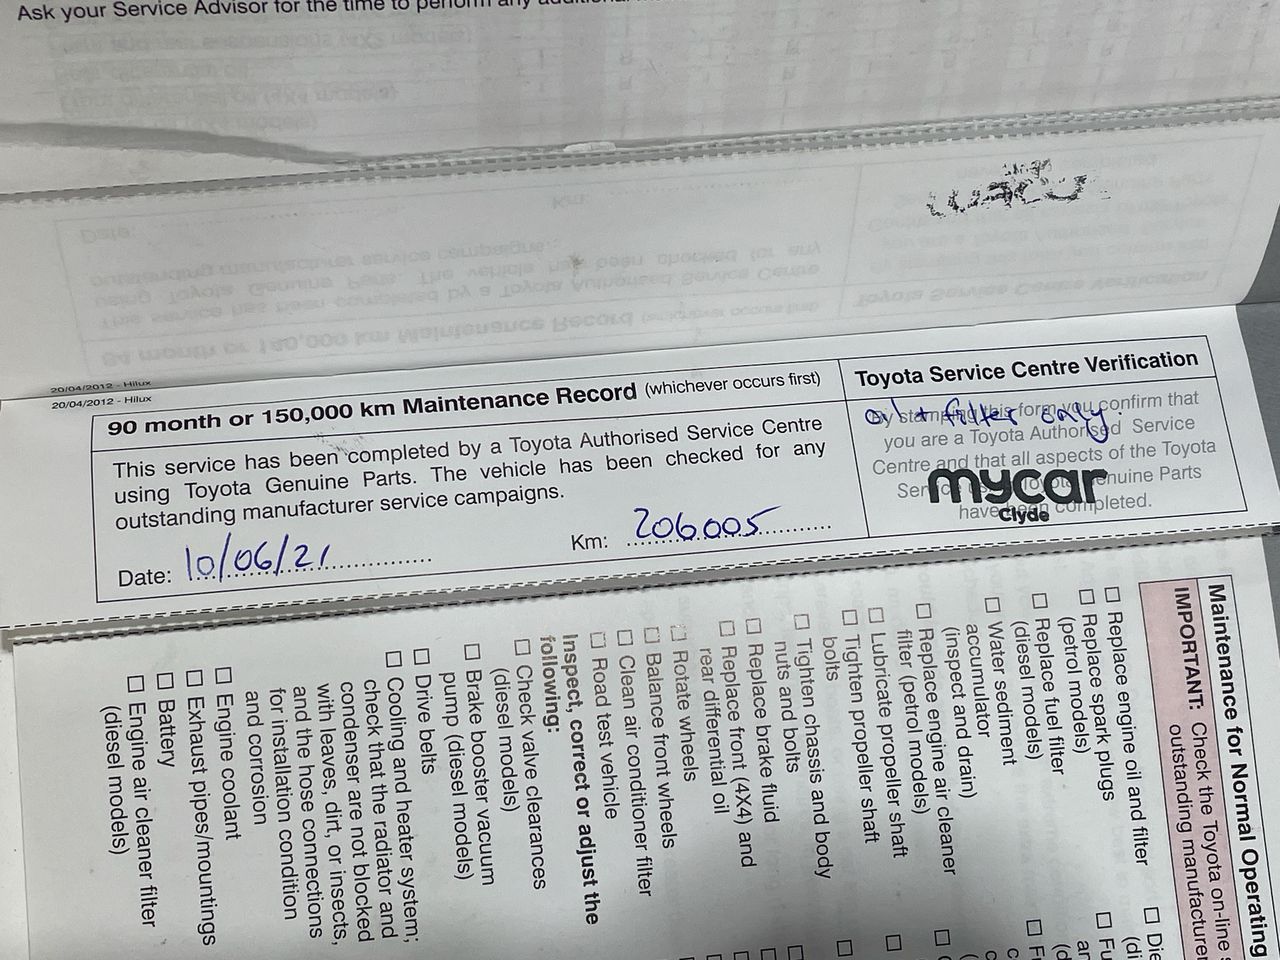 Ask your Service Advisor for the time to perform any additional
20/04/2012 - Hilux
20/04/2012 - Hilux
90 month or 150,000 km Maintenance Record (whichever occurs first)
This service has been completed by a Toyota Authorised Service Centre
using Toyota Genuine Parts. The vehicle has been checked for any
outstanding manufacturer service campaigns.
Date: 10/06/21
Km: 206005
Toyota Service Centre Verification
oil + filter only.
By stamping this form you confirm that
you are a Toyota Authorised Service
Centre and that all aspects of the Toyota
Service using Toyota Genuine Parts
have been completed.
mycar
Clyde
Maintenance for Normal Operating
IMPORTANT: Check the Toyota on-line
outstanding manufacturer
☐ Replace engine oil and filter
☐ Replace spark plugs
(petrol models)
☐ Replace fuel filter
(diesel models)
☐ Water sediment
accumulator
(inspect and drain)
☐ Replace engine air cleaner
filter (petrol models)
☐ Lubricate propeller shaft
☐ Tighten propeller shaft
bolts
☐ Tighten chassis and body
nuts and bolts
☐ Replace brake fluid
☐ Replace front (4X4) and
rear differential oil
☐ Rotate wheels
☐ Balance front wheels
☐ Clean air conditioner filter
☐ Road test vehicle
Inspect, correct or adjust the
following:
☐ Check valve clearances
(diesel models)
☐ Brake booster vacuum
pump (diesel models)
☐ Drive belts
☐ Cooling and heater system;
check that the radiator and
condenser are not blocked
with leaves, dirt, or insects,
and the hose connections
for installation condition
and corrosion
☐ Engine coolant
☐ Exhaust pipes/mountings
☐ Battery
☐ Engine air cleaner filter
(diesel models)